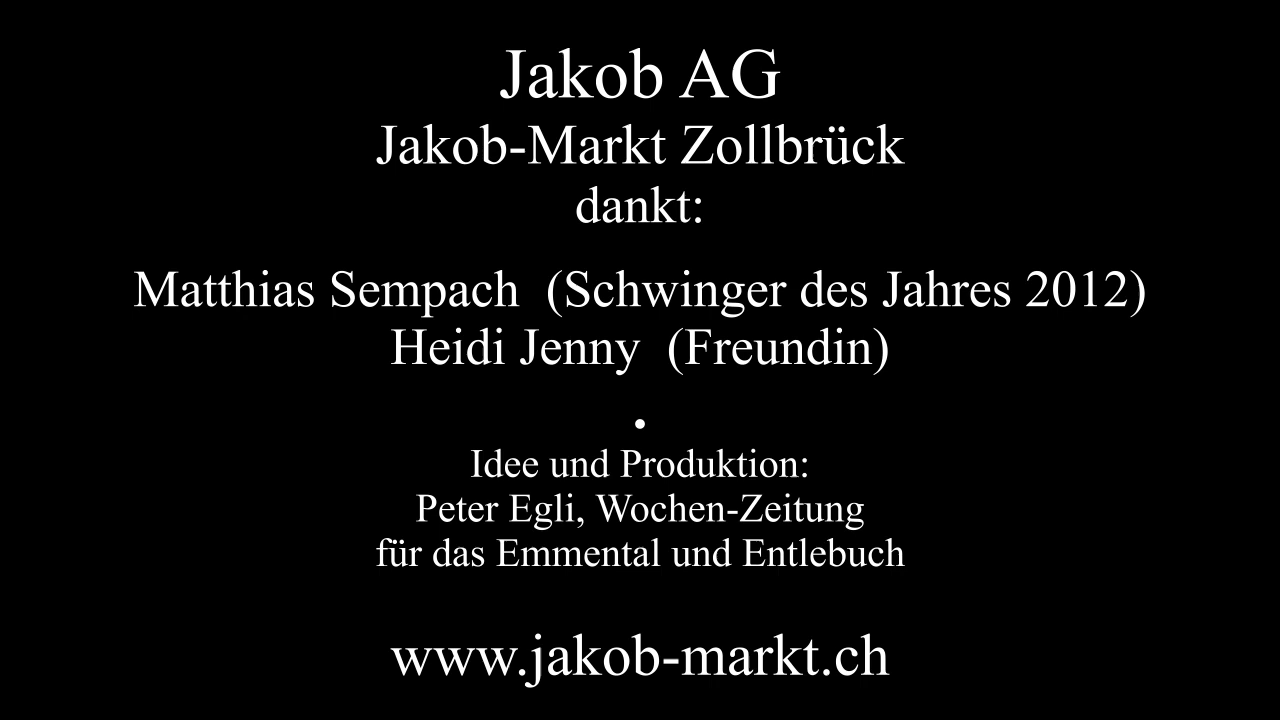 Jakob AG
Jakob-Markt Zollbrück
dankt:
Matthias Sempach (Schwinger des Jahres 2012)
Heidi Jenny (Freundin)
.
Idee und Produktion:
Peter Egli, Wochen-Zeitung
für das Emmental und Entlebuch
www.jakob-markt.ch